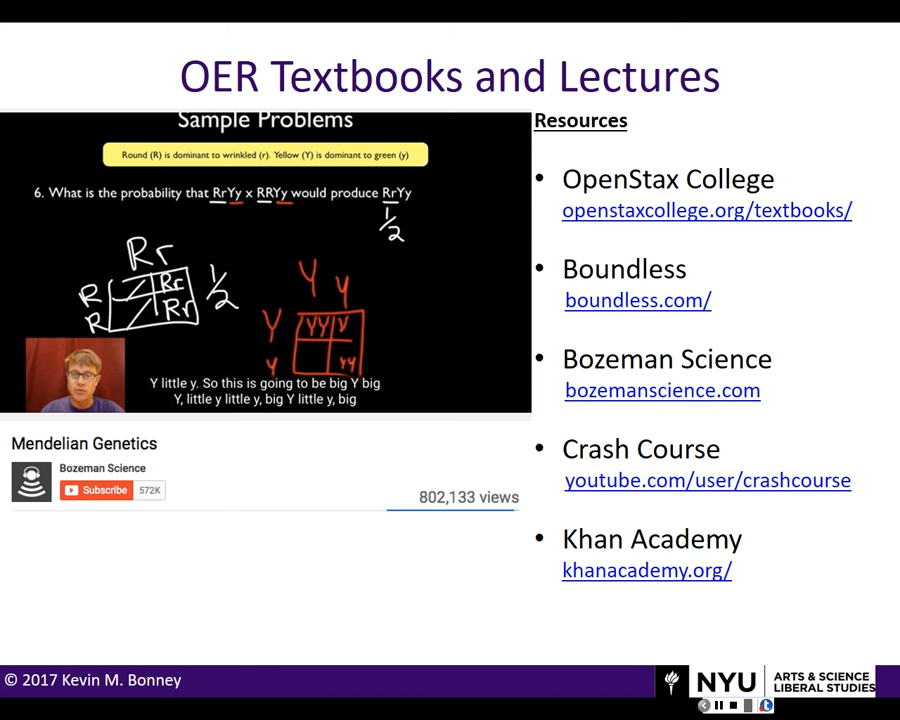 OER Textbooks and Lectures
Sample Problems
Round (R) is dominant to wrinkled (r). Yellow (Y) is dominant to green (y)
6. What is the probability that RrYy x RRYy would produce RrYy
1/2
R r
R Rr 1/2
R Rr
Y y
Y YY Y
y yy
Y little y. So this is going to be big Y big
Y, little y little y, big Y little y, big
Mendelian Genetics
Bozeman Science
Subscribe 572K
802,133 views
Resources
• OpenStax College
openstaxcollege.org/textbooks/
• Boundless
boundless.com/
• Bozeman Science
bozemanscience.com
• Crash Course
youtube.com/user/crashcourse
• Khan Academy
khanacademy.org/
© 2017 Kevin M. Bonney
NYU ARTS & SCIENCE
LIBERAL STUDIES